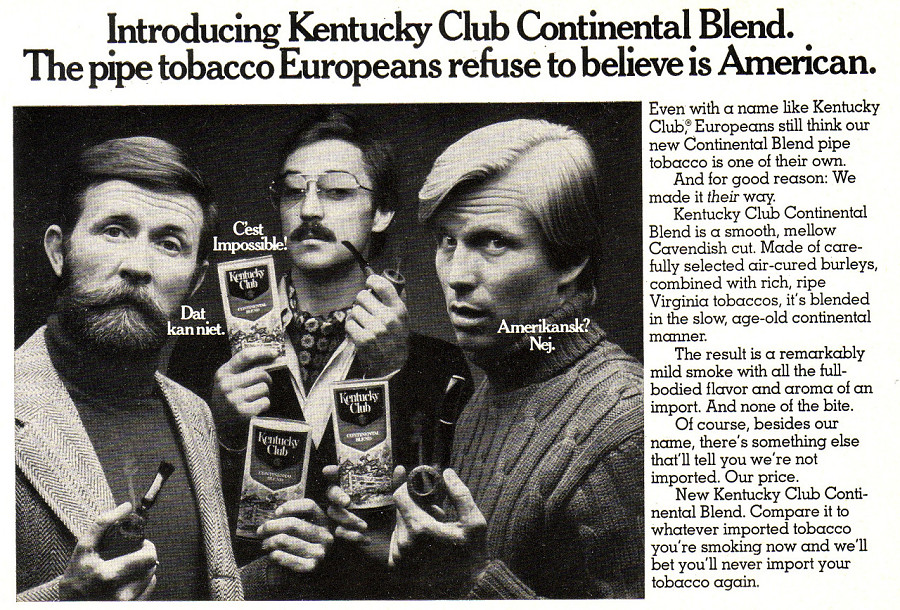 Introducing Kentucky Club Continental Blend.
The pipe tobacco Europeans refuse to believe is American.
C'est
Impossible!
Dat
kan niet.
Amerikansk?
Nej.
Kentucky
Club
CONTINENTAL
BLEND
Kentucky
Club
CONTINENTAL
BLEND
Kentucky
Club
CONTINENTAL
BLEND
Even with a name like Kentucky
Club,® Europeans still think our
new Continental Blend pipe
tobacco is one of their own.
And for good reason: We
made it their way.
Kentucky Club Continental
Blend is a smooth, mellow
Cavendish cut. Made of care-
fully selected air-cured burleys,
combined with rich, ripe
Virginia tobaccos, it's blended
in the slow, age-old continental
manner.
The result is a remarkably
mild smoke with all the full-
bodied flavor and aroma of an
import. And none of the bite.
Of course, besides our
name, there's something else
that'll tell you we're not
imported. Our price.
New Kentucky Club Conti-
nental Blend. Compare it to
whatever imported tobacco
you're smoking now and we'll
bet you'll never import your
tobacco again.